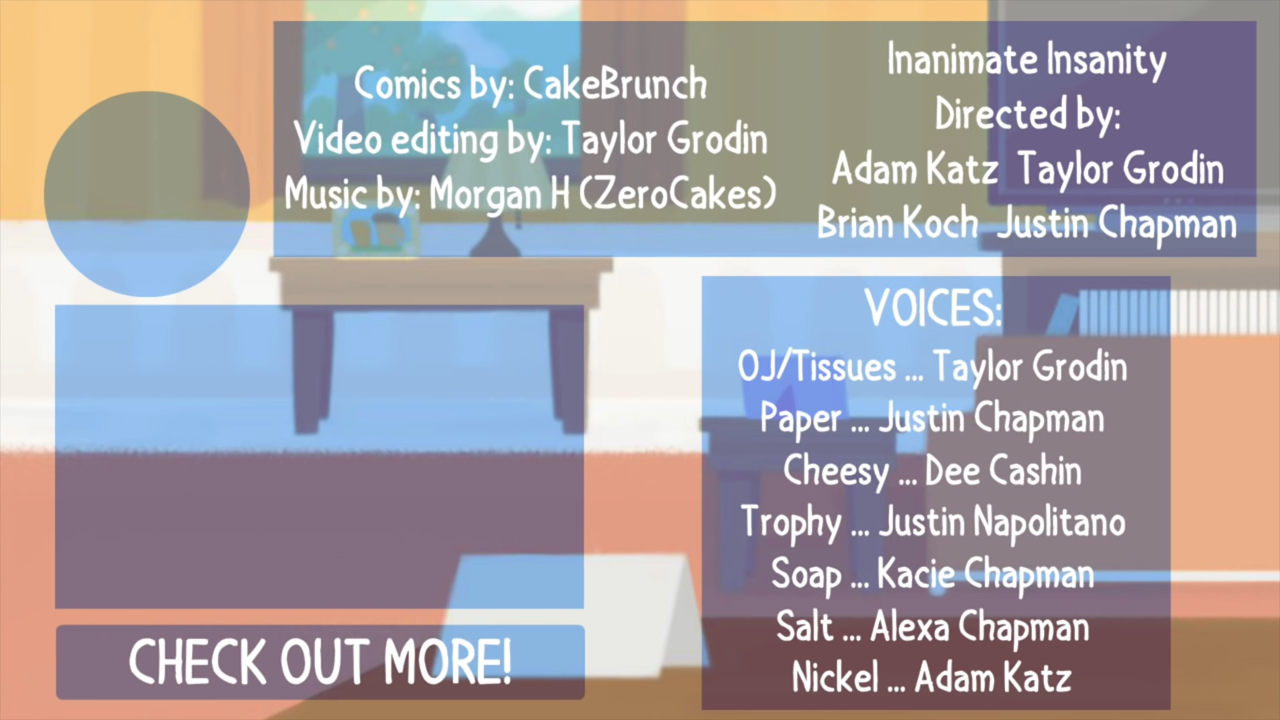 Comics by: CakeBrunch
Video editing by: Taylor Grodin
Music by: Morgan H (ZeroCakes)
Inanimate Insanity
Directed by:
Adam Katz  Taylor Grodin
Brian Koch  Justin Chapman
VOICES:
OJ/Tissues ... Taylor Grodin
Paper ... Justin Chapman
Cheesy ... Dee Cashin
Trophy ... Justin Napolitano
Soap ... Kacie Chapman
Salt ... Alexa Chapman
Nickel ... Adam Katz
CHECK OUT MORE!